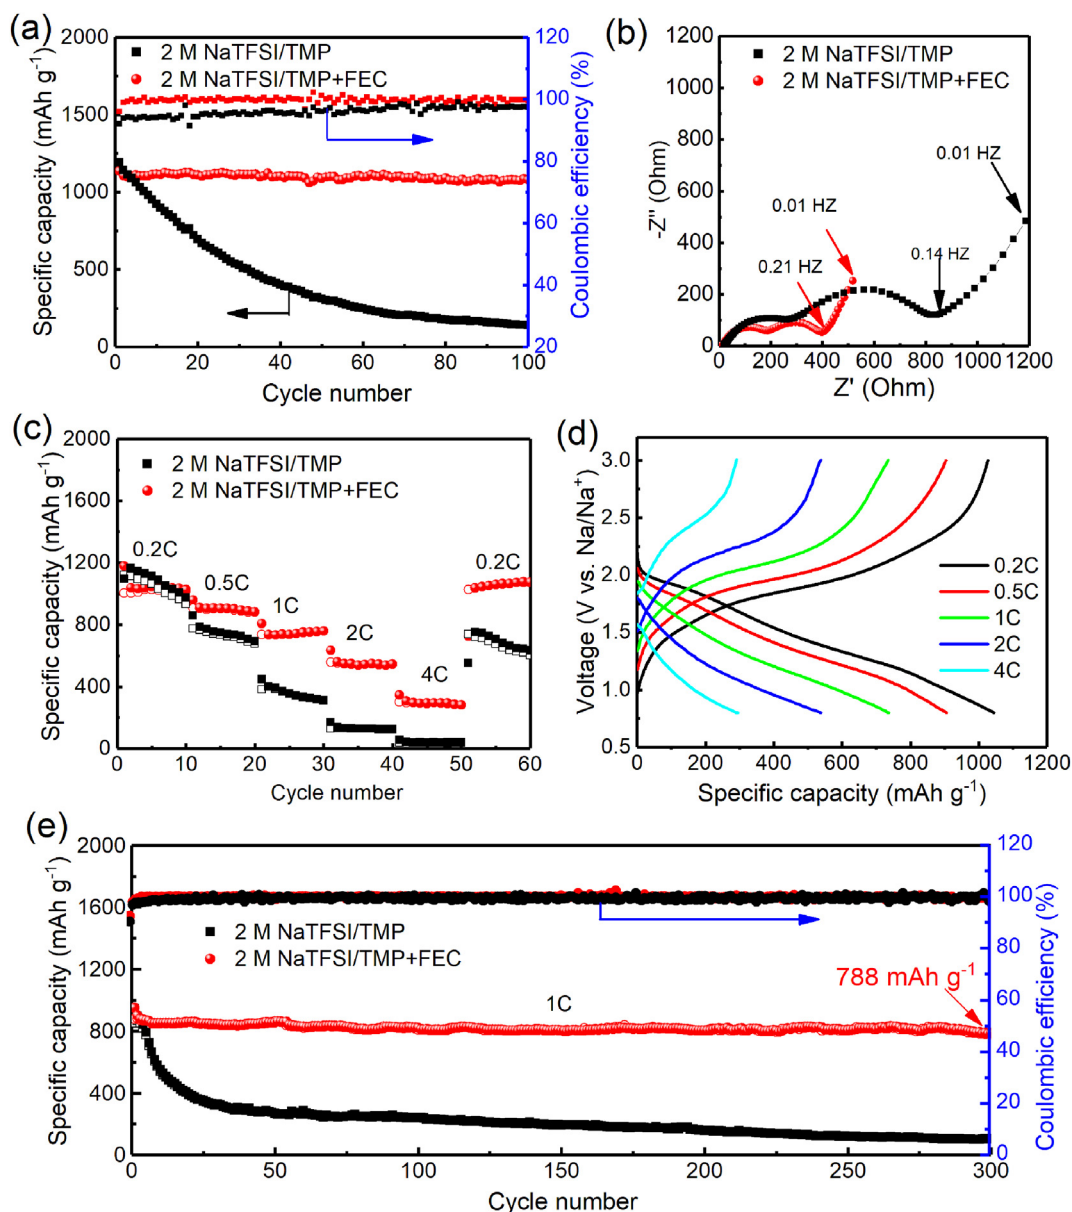 (a)
2000
1500
1000
500
0
Specific capacity (mAh g⁻¹)
2 M NaTFSI/TMP
2 M NaTFSI/TMP+FEC
120
100
80
60
40
20
Coulombic efficiency (%)
0 20 40 60 80 100
Cycle number
(b)
1200
1000
800
600
400
200
0
-Z'' (Ohm)
2 M NaTFSI/TMP
2 M NaTFSI/TMP+FEC
0.01 HZ
0.01 HZ
0.21 HZ
0.14 HZ
0 200 400 600 800 1000 1200
Z' (Ohm)
(c)
2000
1600
1200
800
400
0
Specific capacity (mAh g⁻¹)
2 M NaTFSI/TMP
2 M NaTFSI/TMP+FEC
0.2C
0.5C
1C
2C
4C
0.2C
0 10 20 30 40 50 60
Cycle number
(d)
3.0
2.5
2.0
1.5
1.0
0.5
Voltage (V vs. Na/Na⁺)
0.2C
0.5C
1C
2C
4C
0 200 400 600 800 1000 1200
Specific capacity (mAh g⁻¹)
(e)
2000
1600
1200
800
400
0
Specific capacity (mAh g⁻¹)
2 M NaTFSI/TMP
2 M NaTFSI/TMP+FEC
1C
788 mAh g⁻¹
120
100
80
60
40
20
0
Coulombic efficiency (%)
0 50 100 150 200 250 300
Cycle number